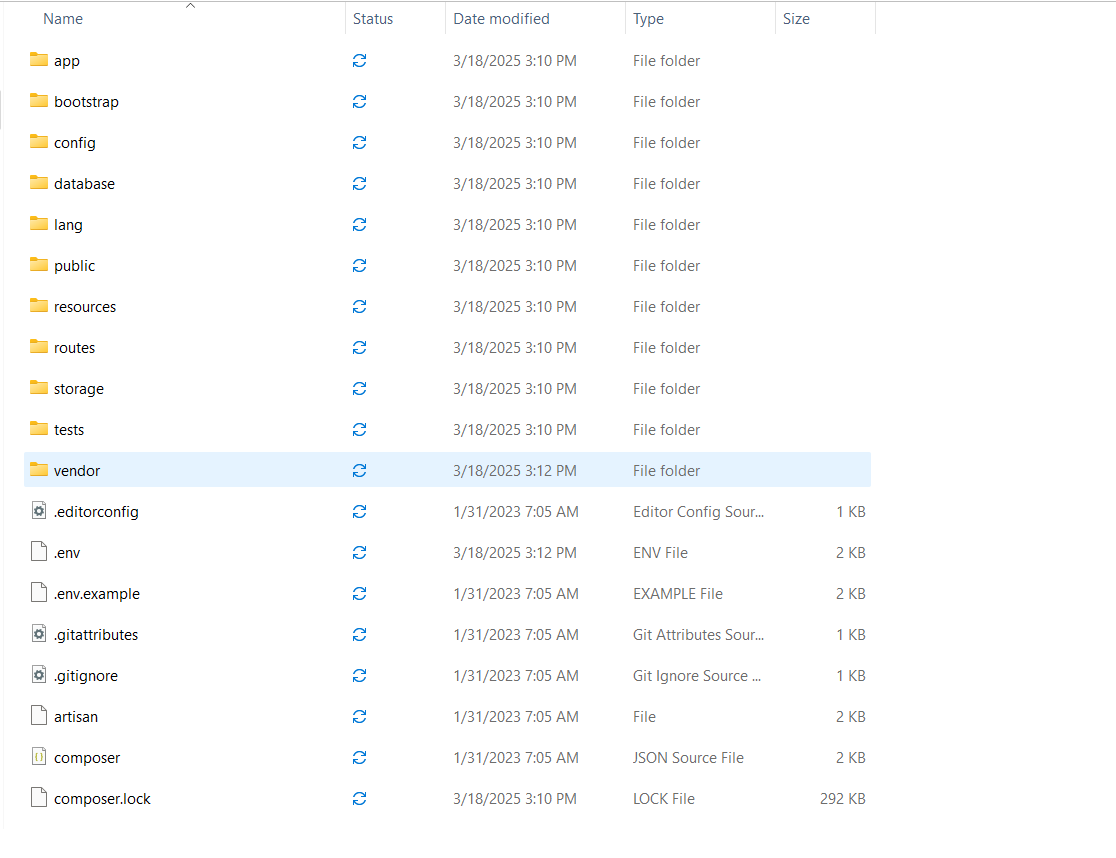 Name Status Date modified Type Size
app 3/18/2025 3:10 PM File folder
bootstrap 3/18/2025 3:10 PM File folder
config 3/18/2025 3:10 PM File folder
database 3/18/2025 3:10 PM File folder
lang 3/18/2025 3:10 PM File folder
public 3/18/2025 3:10 PM File folder
resources 3/18/2025 3:10 PM File folder
routes 3/18/2025 3:10 PM File folder
storage 3/18/2025 3:10 PM File folder
tests 3/18/2025 3:10 PM File folder
vendor 3/18/2025 3:12 PM File folder
.editorconfig 1/31/2023 7:05 AM Editor Config Sour... 1 KB
.env 3/18/2025 3:12 PM ENV File 2 KB
.env.example 1/31/2023 7:05 AM EXAMPLE File 2 KB
.gitattributes 1/31/2023 7:05 AM Git Attributes Sour... 1 KB
.gitignore 1/31/2023 7:05 AM Git Ignore Source ... 1 KB
artisan 1/31/2023 7:05 AM File 2 KB
composer 1/31/2023 7:05 AM JSON Source File 2 KB
composer.lock 3/18/2025 3:10 PM LOCK File 292 KB